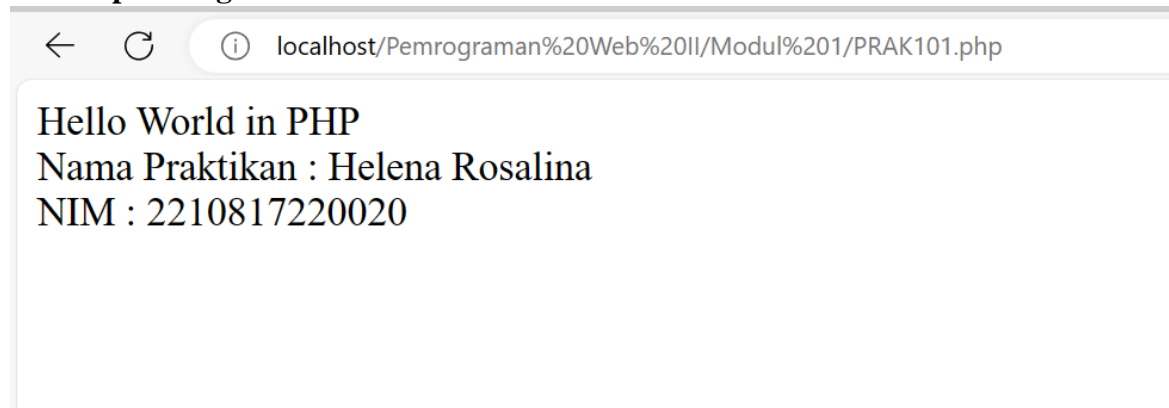 localhost/Pemrograman%20Web%20II/Modul%201/PRAK101.php
Hello World in PHP
Nama Praktikan : Helena Rosalina
NIM : 2210817220020